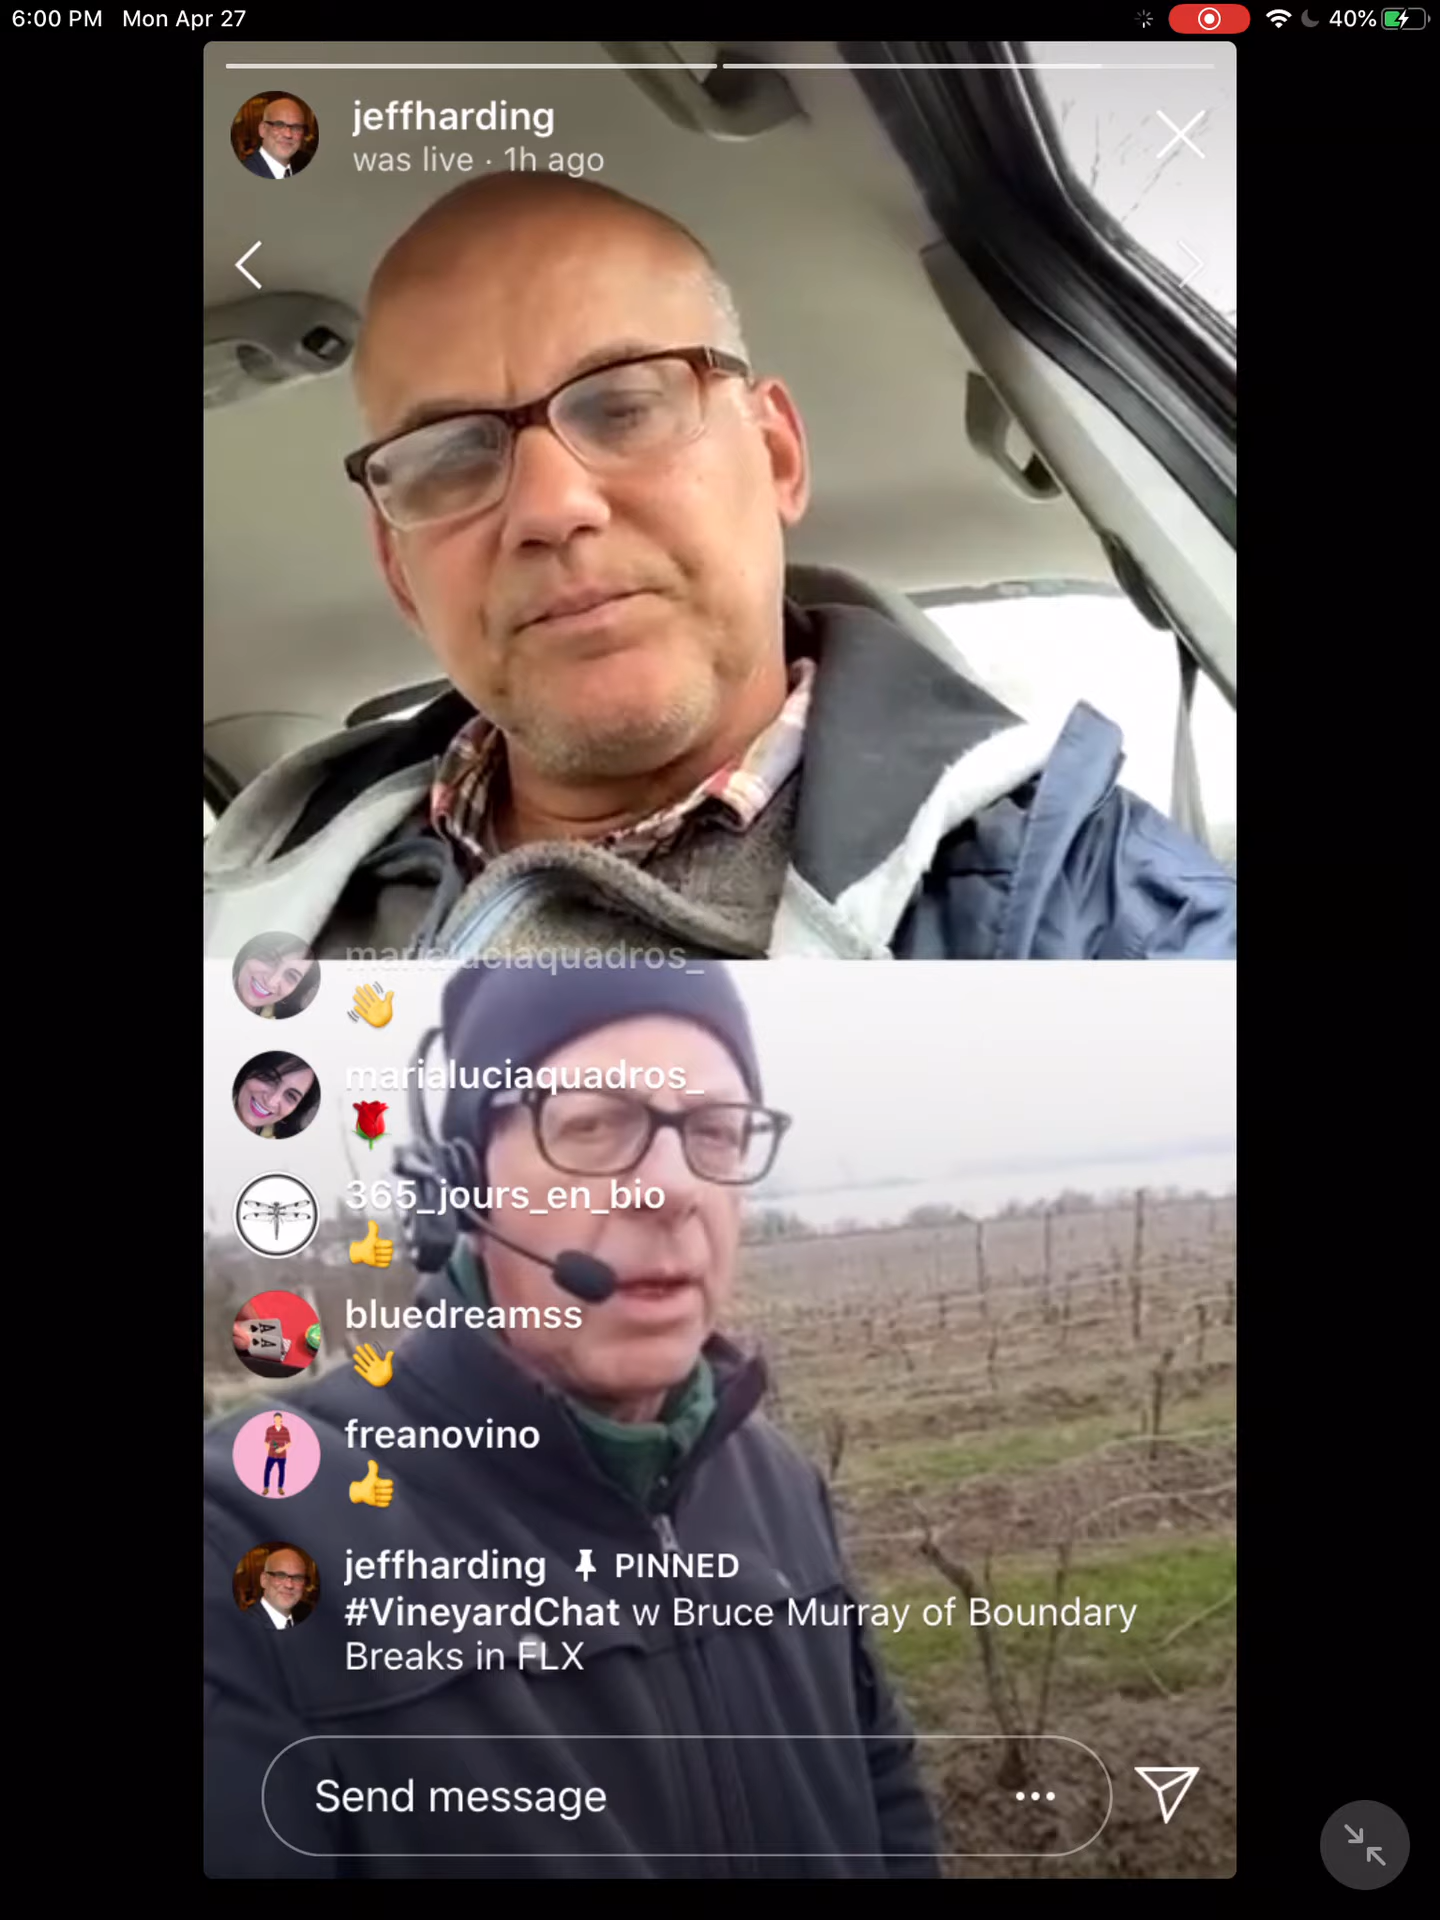 6:00 PM Mon Apr 27
40%
jeffharding
was live · 1h ago
marialuciaquadros_
marialuciaquadros_
365_jours_en_bio
bluedreamss
freanovino
jeffharding PINNED
#VineyardChat w Bruce Murray of Boundary
Breaks in FLX
Send message